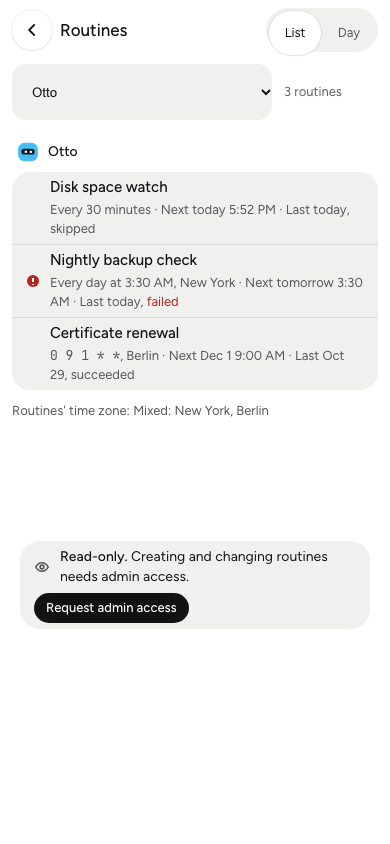 Routines
List
Day
Otto
3 routines
Otto
Disk space watch
Every 30 minutes · Next today 5:52 PM · Last today,
skipped
Nightly backup check
Every day at 3:30 AM, New York · Next tomorrow 3:30
AM · Last today, failed
Certificate renewal
0 9 1 * *, Berlin · Next Dec 1 9:00 AM · Last Oct
29, succeeded
Routines' time zone: Mixed: New York, Berlin
Read-only. Creating and changing routines
needs admin access.
Request admin access